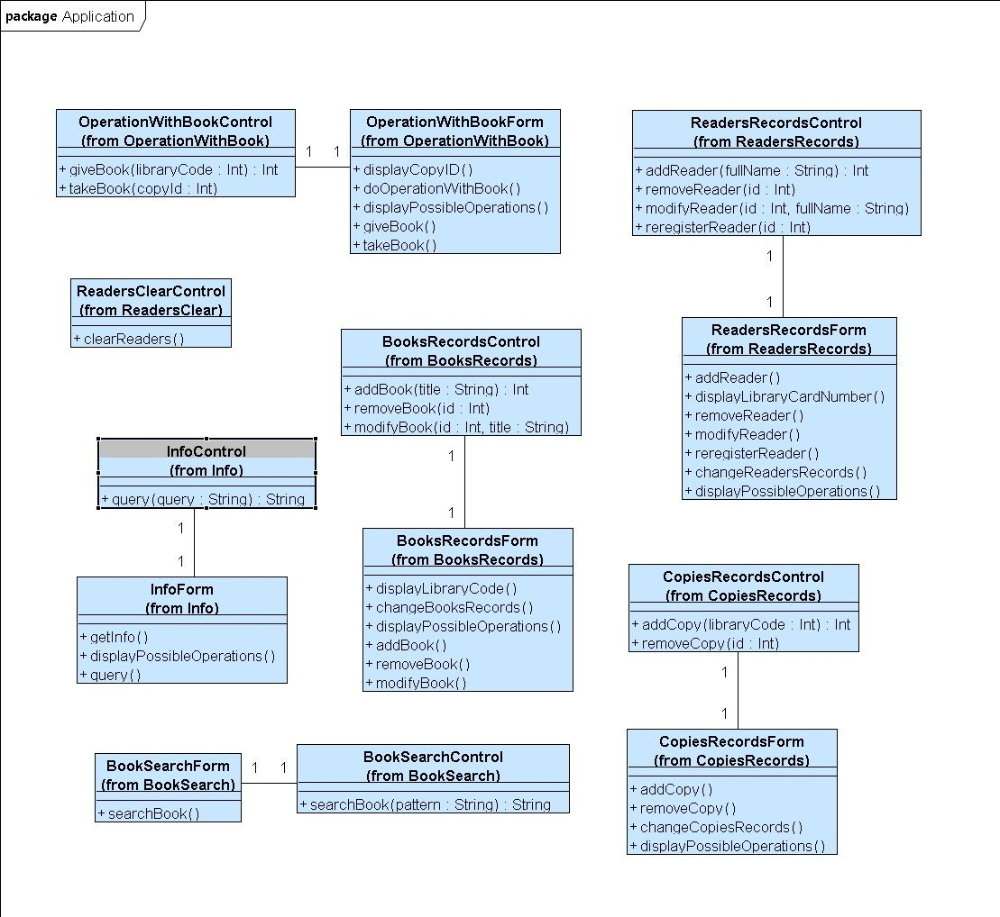 package Application
OperationWithBookControl
(from OperationWithBook)
+ giveBook(libraryCode : Int) : Int
+ takeBook(copyId : Int)
1 1
OperationWithBookForm
(from OperationWithBook)
+ displayCopyID()
+ doOperationWithBook()
+ displayPossibleOperations()
+ giveBook()
+ takeBook()
ReadersRecordsControl
(from ReadersRecords)
+ addReader(fullName : String) : Int
+ removeReader(id : Int)
+ modifyReader(id : Int, fullName : String)
+ reregisterReader(id : Int)
1
1
ReadersRecordsForm
(from ReadersRecords)
+ addReader()
+ displayLibraryCardNumber()
+ removeReader()
+ modifyReader()
+ reregisterReader()
+ changeReadersRecords()
+ displayPossibleOperations()
ReadersClearControl
(from ReadersClear)
+ clearReaders()
BooksRecordsControl
(from BooksRecords)
+ addBook(title : String) : Int
+ removeBook(id : Int)
+ modifyBook(id : Int, title : String)
1
1
BooksRecordsForm
(from BooksRecords)
+ displayLibraryCode()
+ changeBooksRecords()
+ displayPossibleOperations()
+ addBook()
+ removeBook()
+ modifyBook()
InfoControl
(from Info)
+ query(query : String) : String
1
1
InfoForm
(from Info)
+ getInfo()
+ displayPossibleOperations()
+ query()
CopiesRecordsControl
(from CopiesRecords)
+ addCopy(libraryCode : Int) : Int
+ removeCopy(id : Int)
1
1
CopiesRecordsForm
(from CopiesRecords)
+ addCopy()
+ removeCopy()
+ changeCopiesRecords()
+ displayPossibleOperations()
BookSearchForm
(from BookSearch)
+ searchBook()
1 1
BookSearchControl
(from BookSearch)
+ searchBook(pattern : String) : String